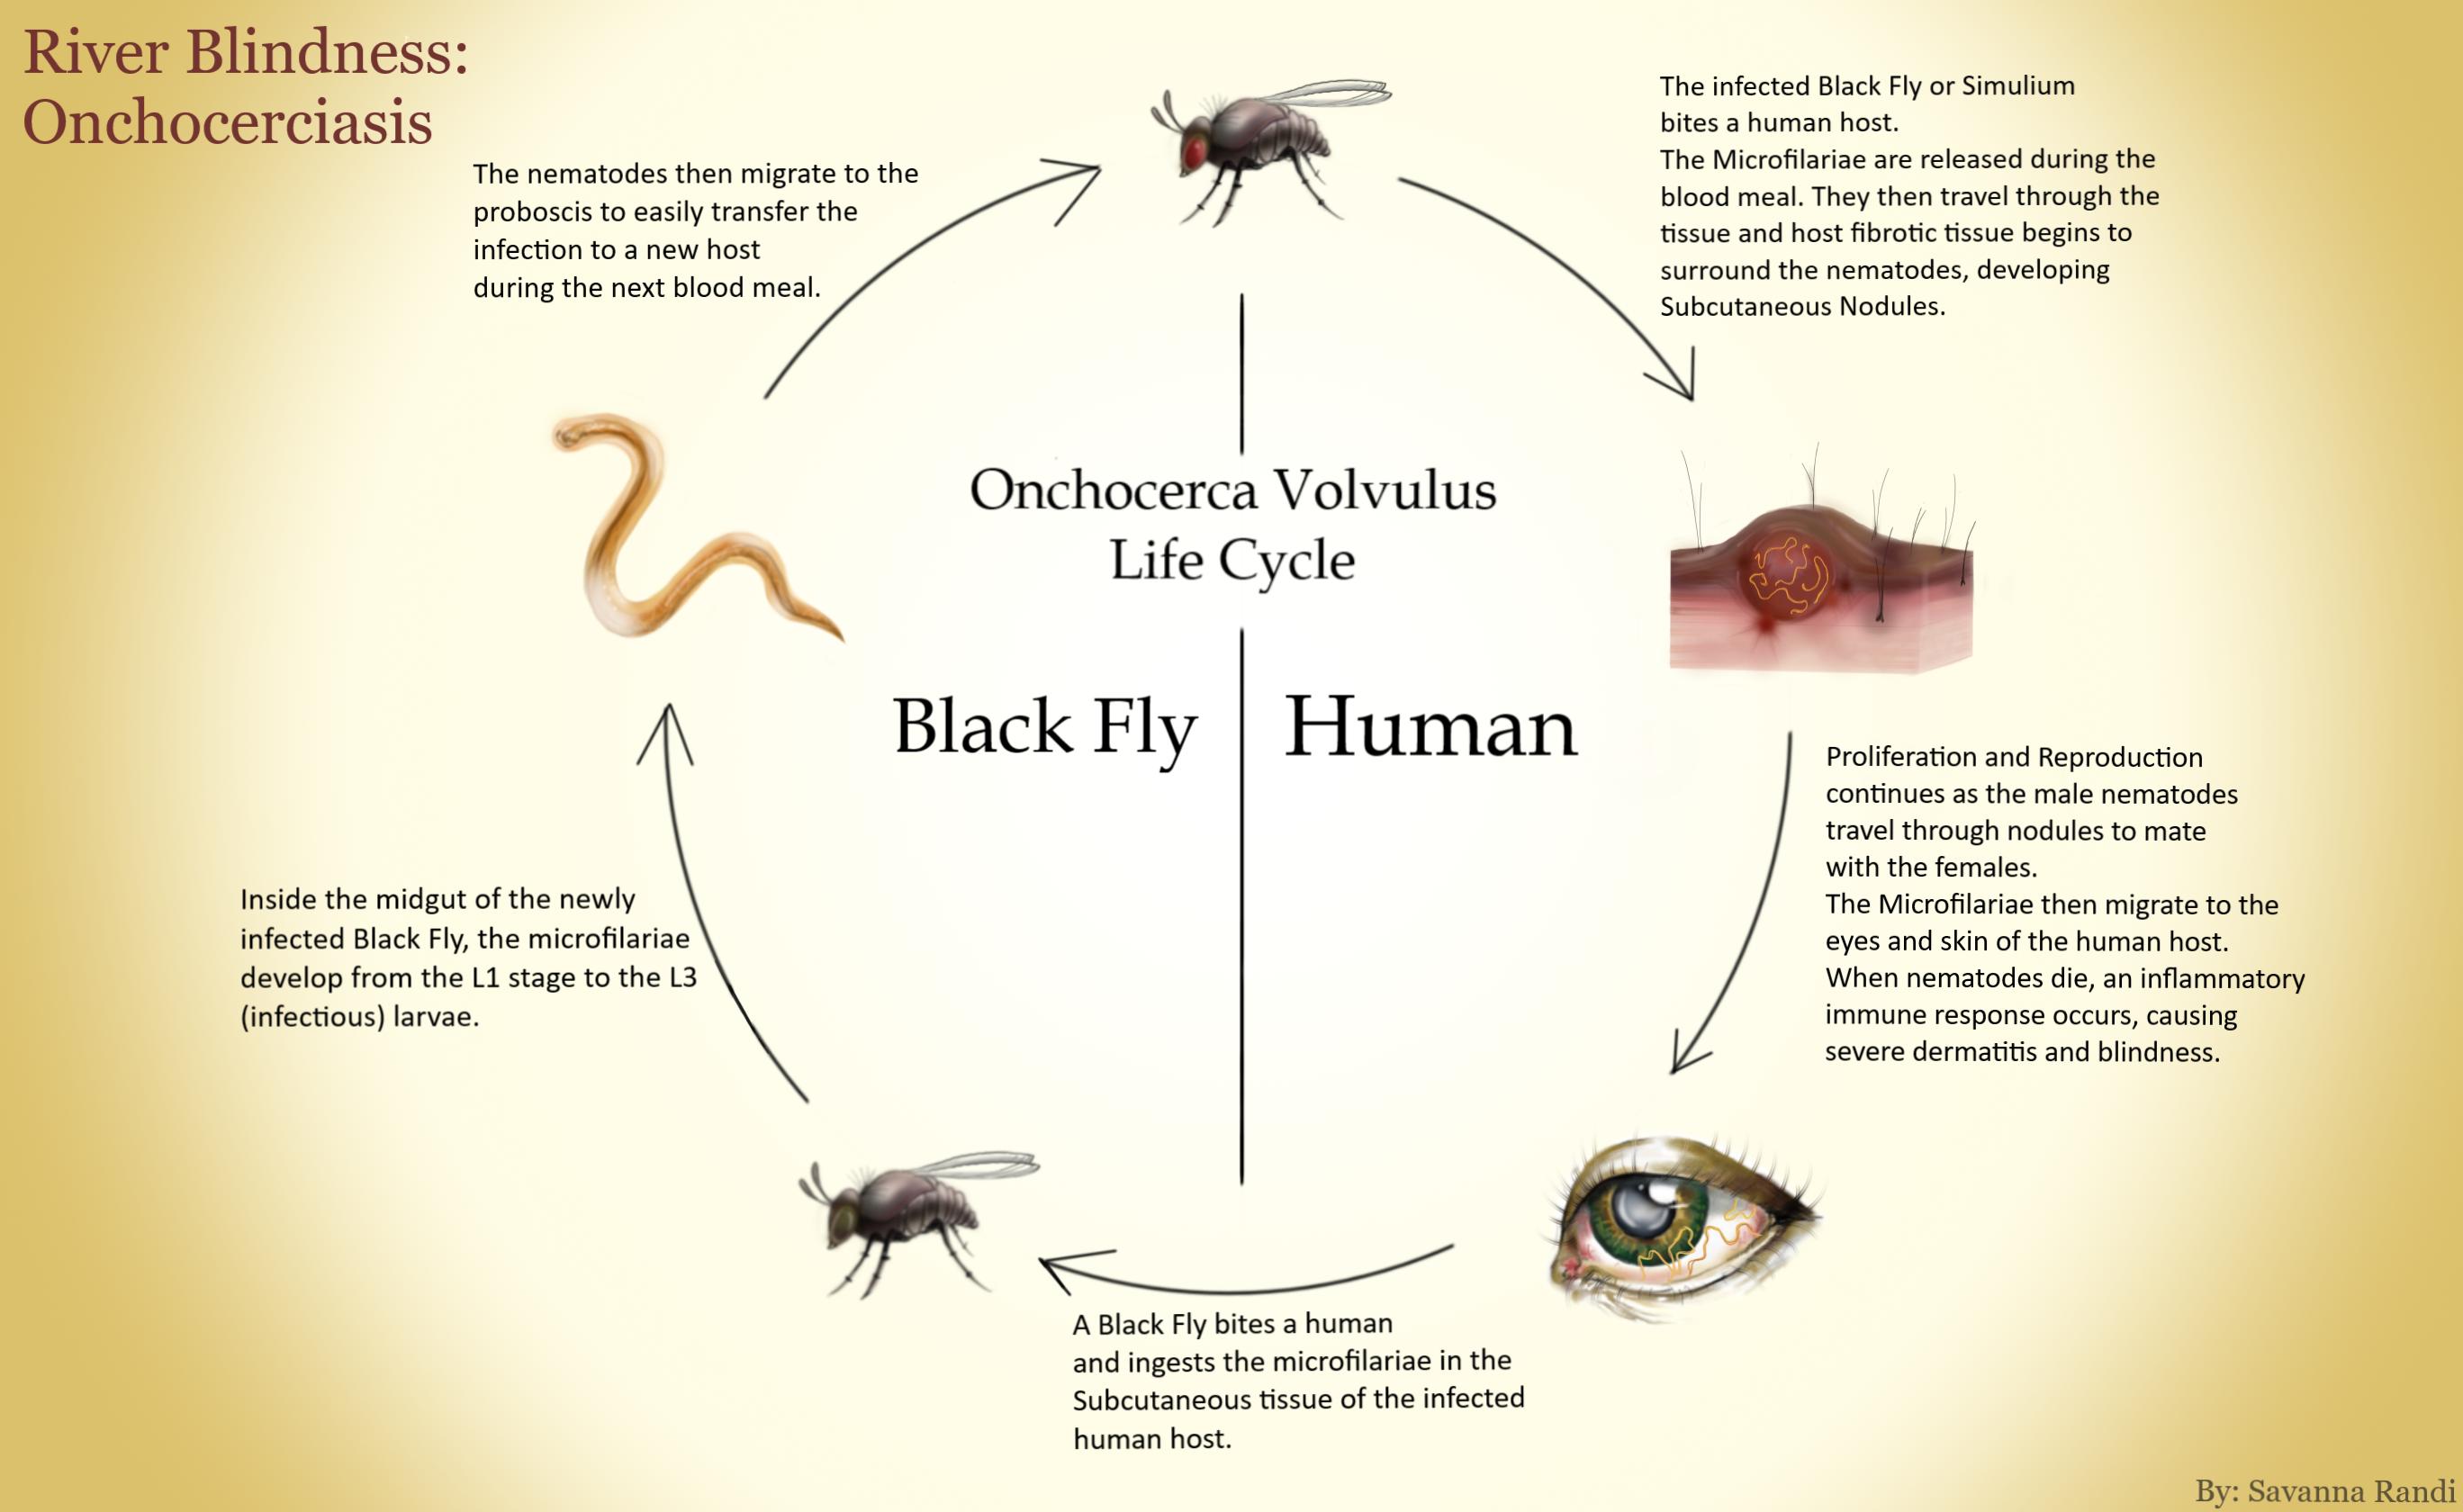 River Blindness:
Onchocerciasis
The nematodes then migrate to the
proboscis to easily transfer the
infection to a new host
during the next blood meal.
The infected Black Fly or Simulium
bites a human host.
The Microfilariae are released during the
blood meal. They then travel through the
tissue and host fibrotic tissue begins to
surround the nematodes, developing
Subcutaneous Nodules.
Onchocerca Volvulus
Life Cycle
Black Fly
Human
Proliferation and Reproduction
continues as the male nematodes
travel through nodules to mate
with the females.
The Microfilariae then migrate to the
eyes and skin of the human host.
When nematodes die, an inflammatory
immune response occurs, causing
severe dermatitis and blindness.
Inside the midgut of the newly
infected Black Fly, the microfilariae
develop from the L1 stage to the L3
(infectious) larvae.
A Black Fly bites a human
and ingests the microfilariae in the
Subcutaneous tissue of the infected
human host.
By: Savanna Randi